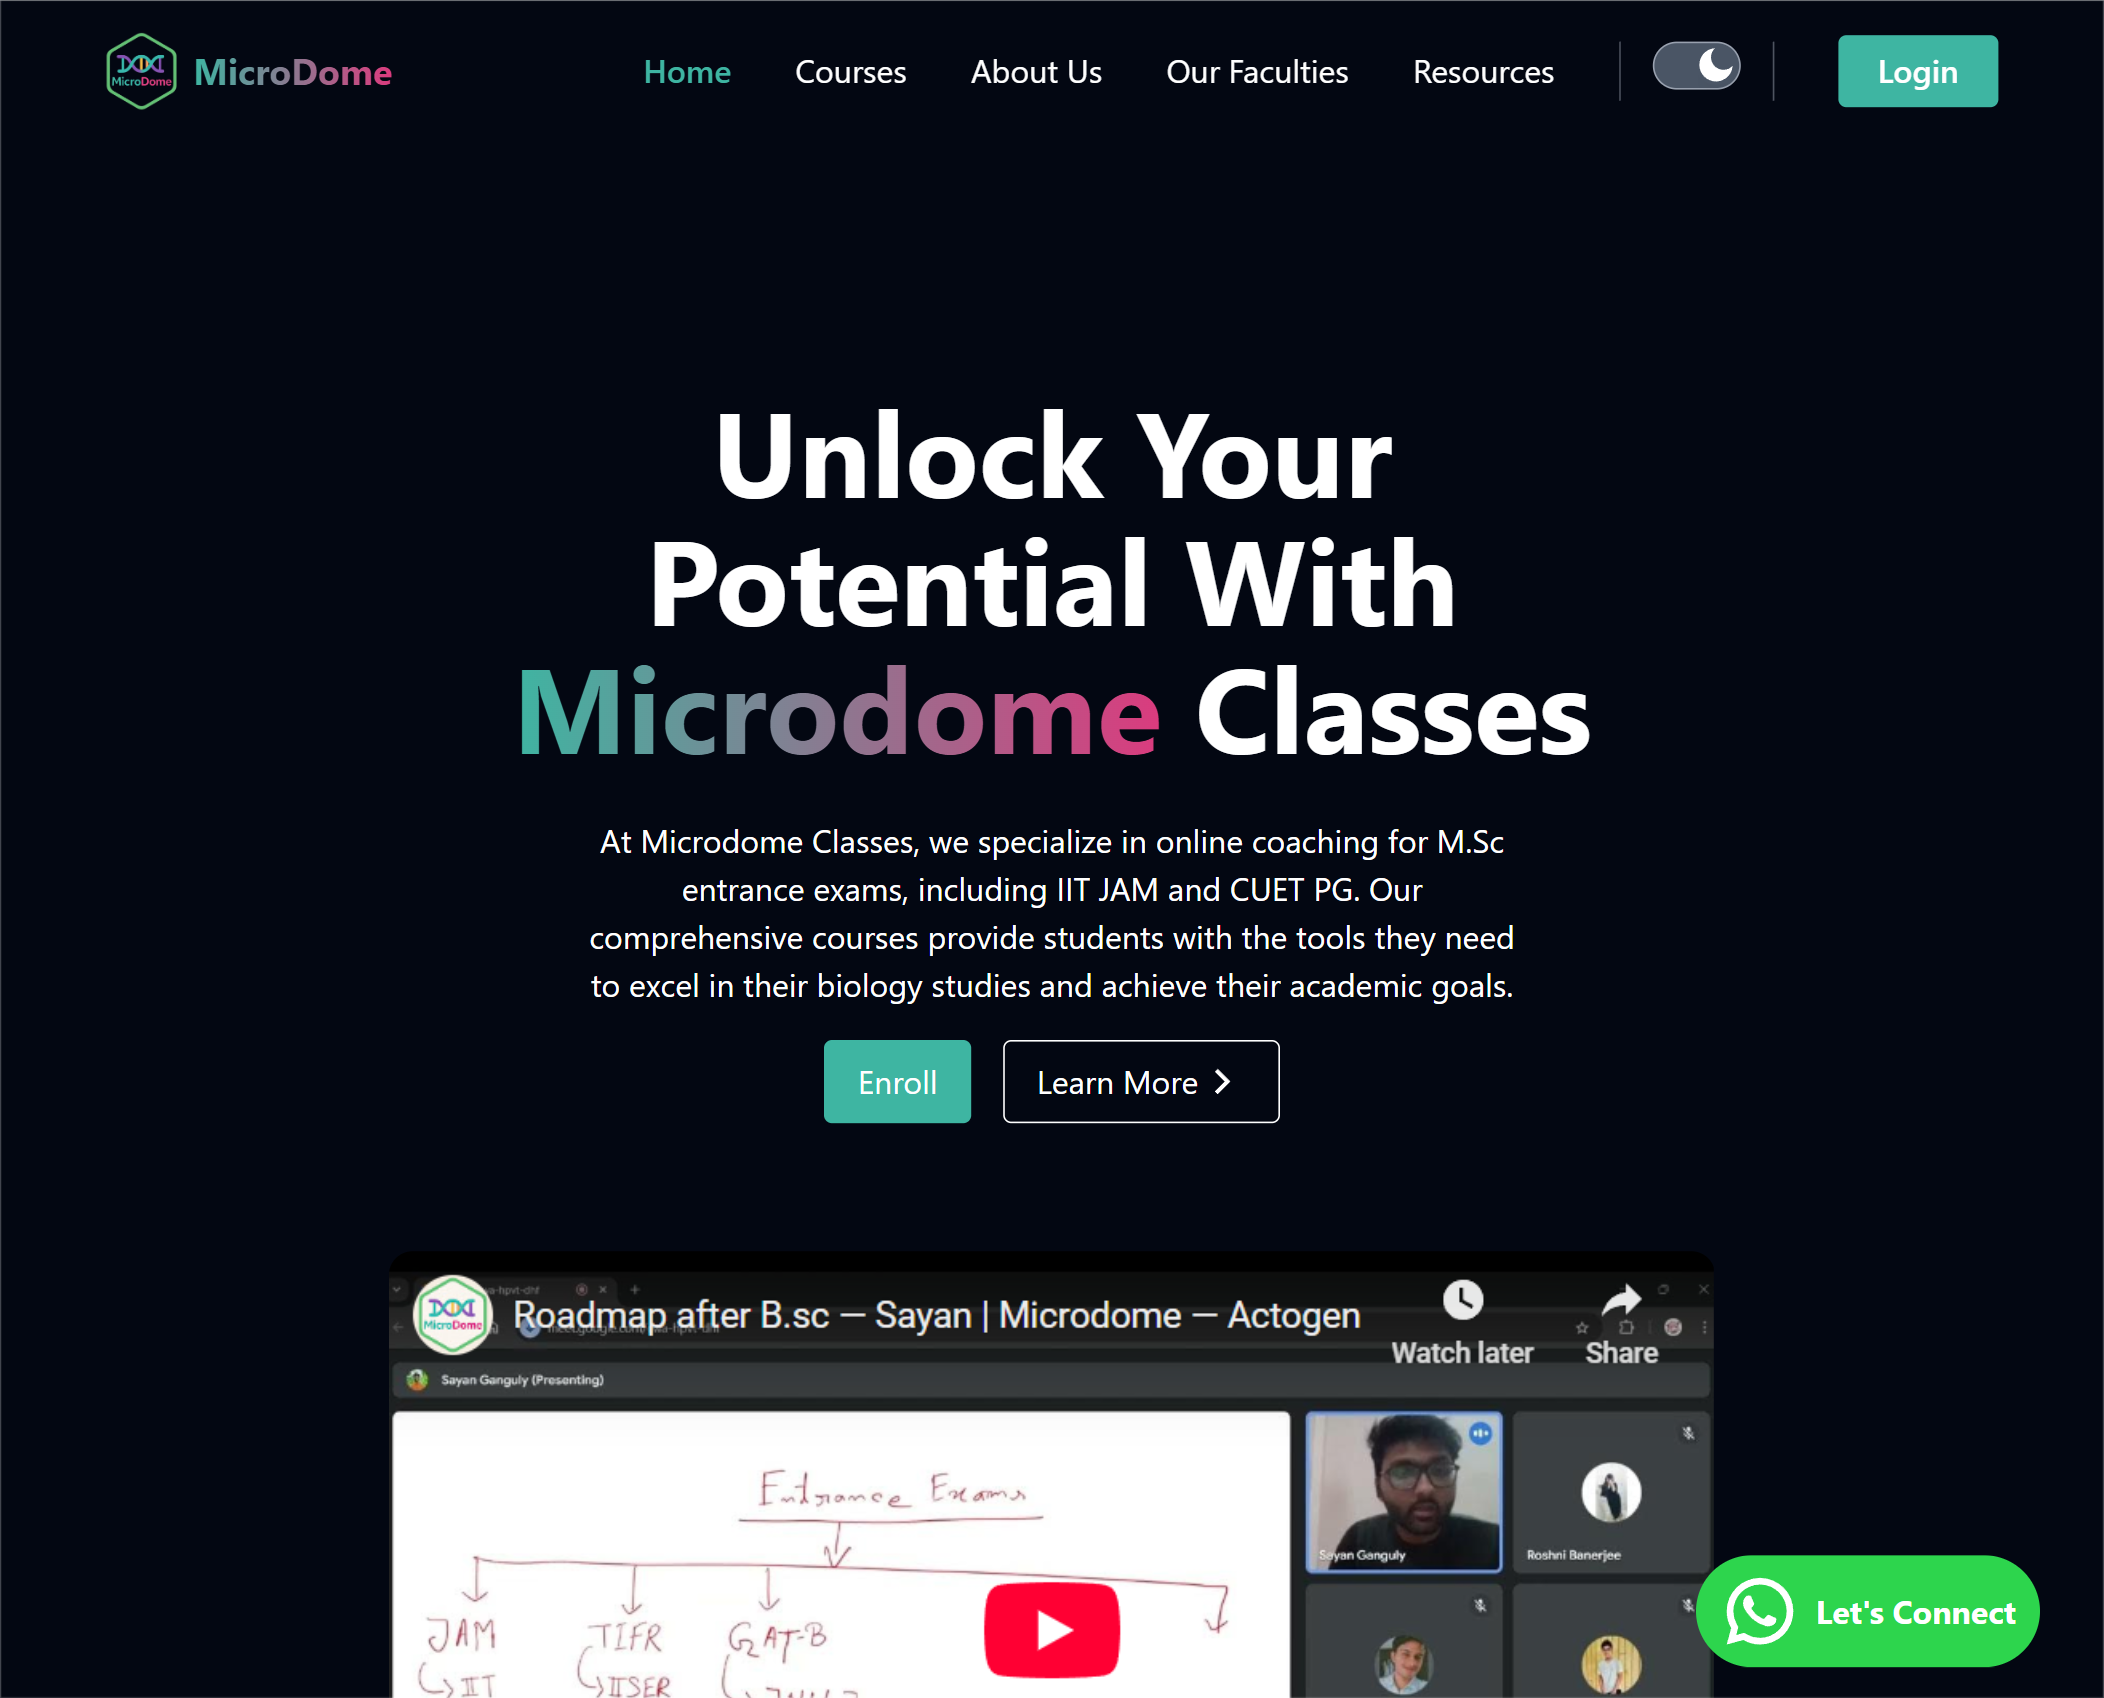 MicroDome
MicroDome
Home
Courses
About Us
Our Faculties
Resources
Login
Unlock Your
Potential With
Microdome Classes
At Microdome Classes, we specialize in online coaching for M.Sc
entrance exams, including IIT JAM and CUET PG. Our
comprehensive courses provide students with the tools they need
to excel in their biology studies and achieve their academic goals.
Enroll
Learn More
MicroDome
Roadmap after B.sc — Sayan | Microdome — Actogen
Watch later
Share
Sayan Ganguly (Presenting)
Entrance Exams
Sayan Ganguly
Roshni Banerjee
JAM
TIFR
GAT-B
IIT
IISER
Let's Connect